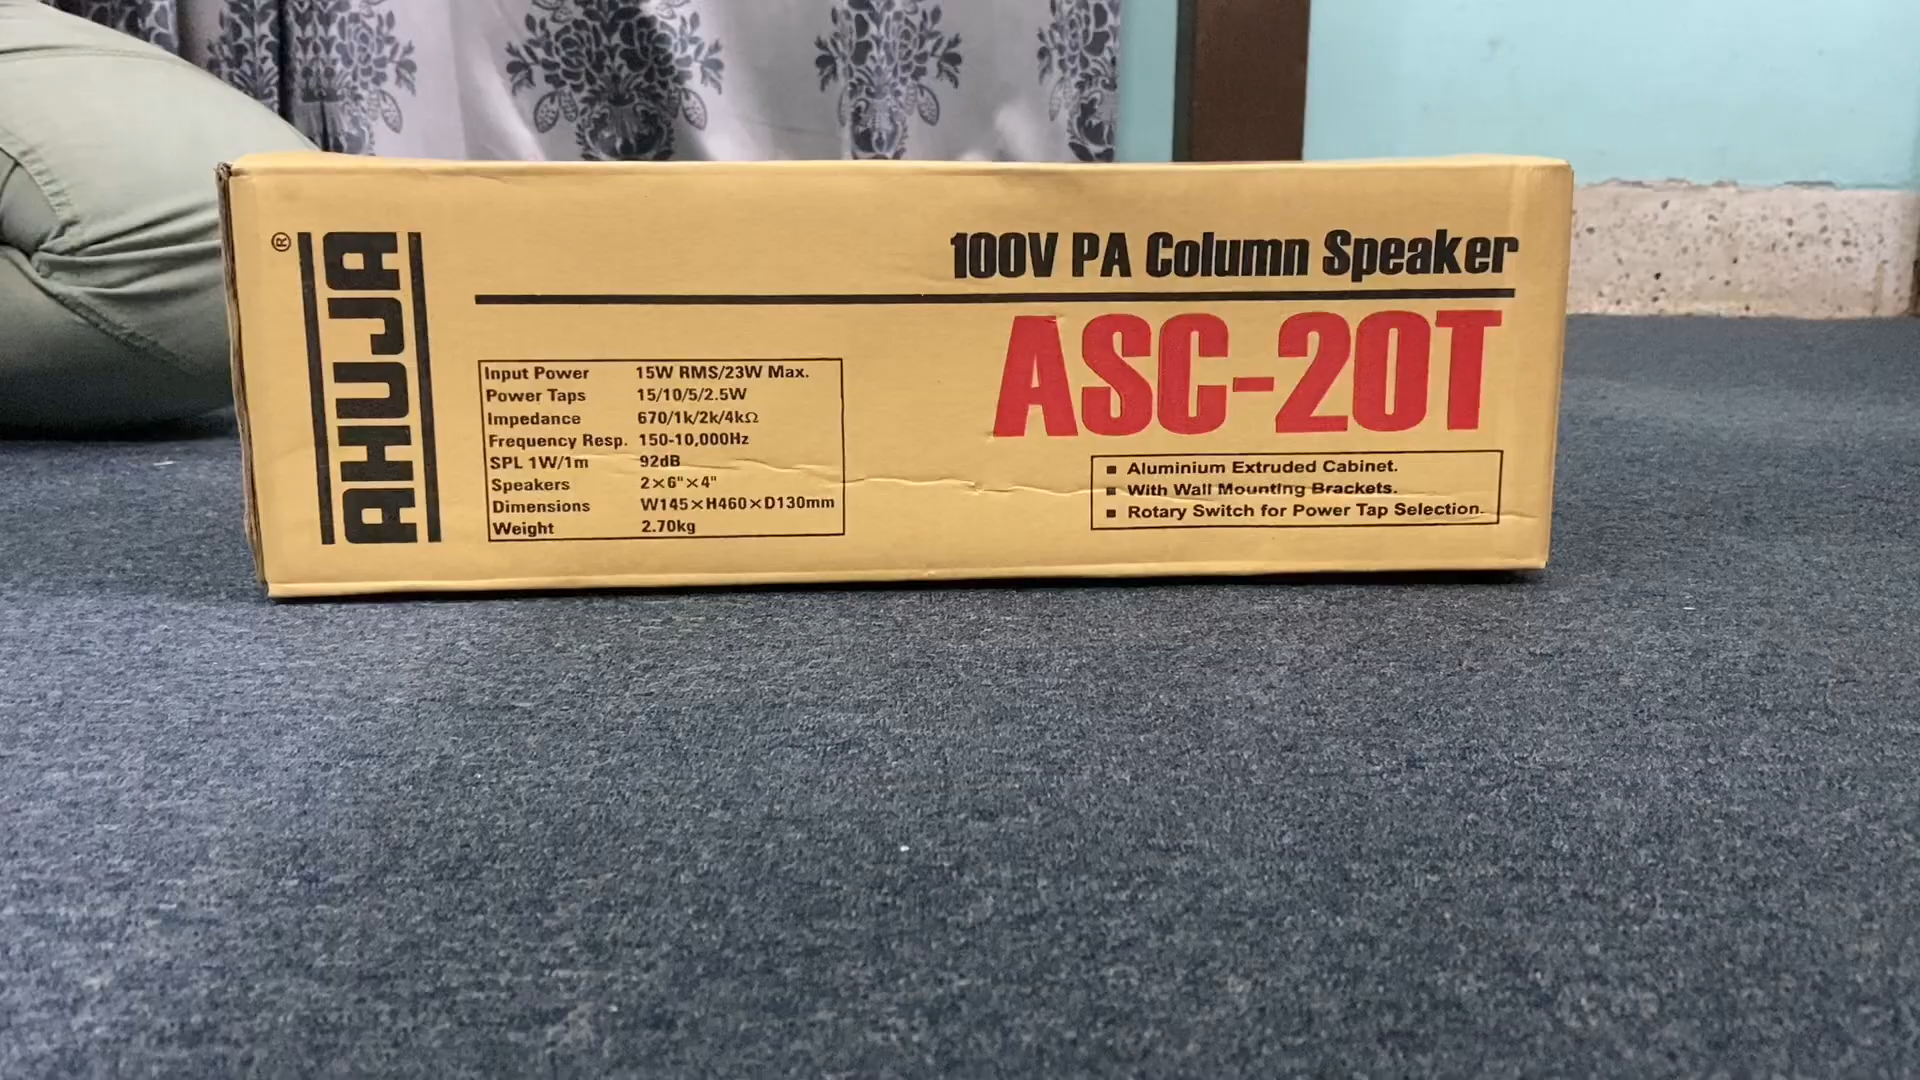 AHUJA®
100V PA Column Speaker
ASC-20T
Input Power 15W RMS/23W Max.
Power Taps 15/10/5/2.5W
Impedance 670/1k/2k/4kΩ
Frequency Resp. 150-10,000Hz
SPL 1W/1m 92dB
Speakers 2×6"×4"
Dimensions W145×H460×D130mm
Weight 2.70kg
▪ Aluminium Extruded Cabinet.
▪ With Wall Mounting Brackets.
▪ Rotary Switch for Power Tap Selection.